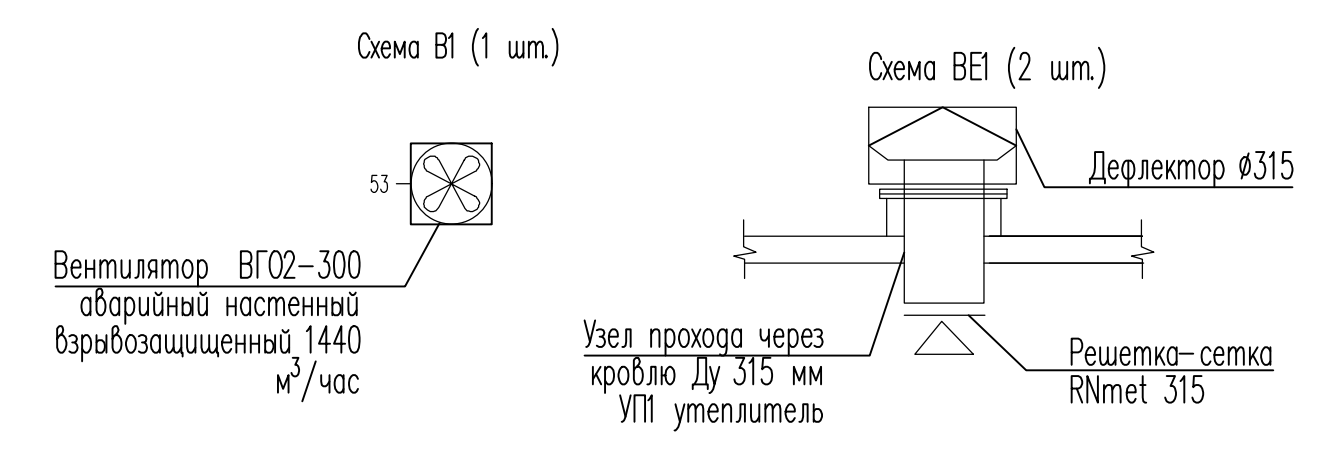 Схема В1 (1 шт.)
53
Вентилятор ВГ02-300
аварийный настенный
взрывозащищенный 1440
м³/час
Схема ВЕ1 (2 шт.)
Дефлектор Ø315
Узел прохода через
кровлю Ду 315 мм
УП1 утеплитель
Решетка-сетка
RNmet 315